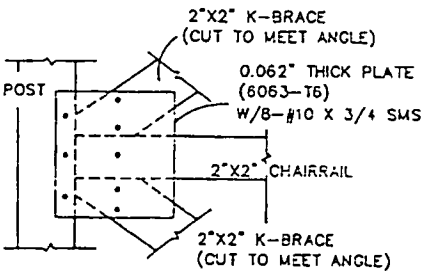 2"X2" K-BRACE
(CUT TO MEET ANGLE)
0.062" THICK PLATE
(6063-T6)
W/8-#10 X 3/4 SMS
POST
2"X2" CHAIRRAIL
2"X2" K-BRACE
(CUT TO MEET ANGLE)